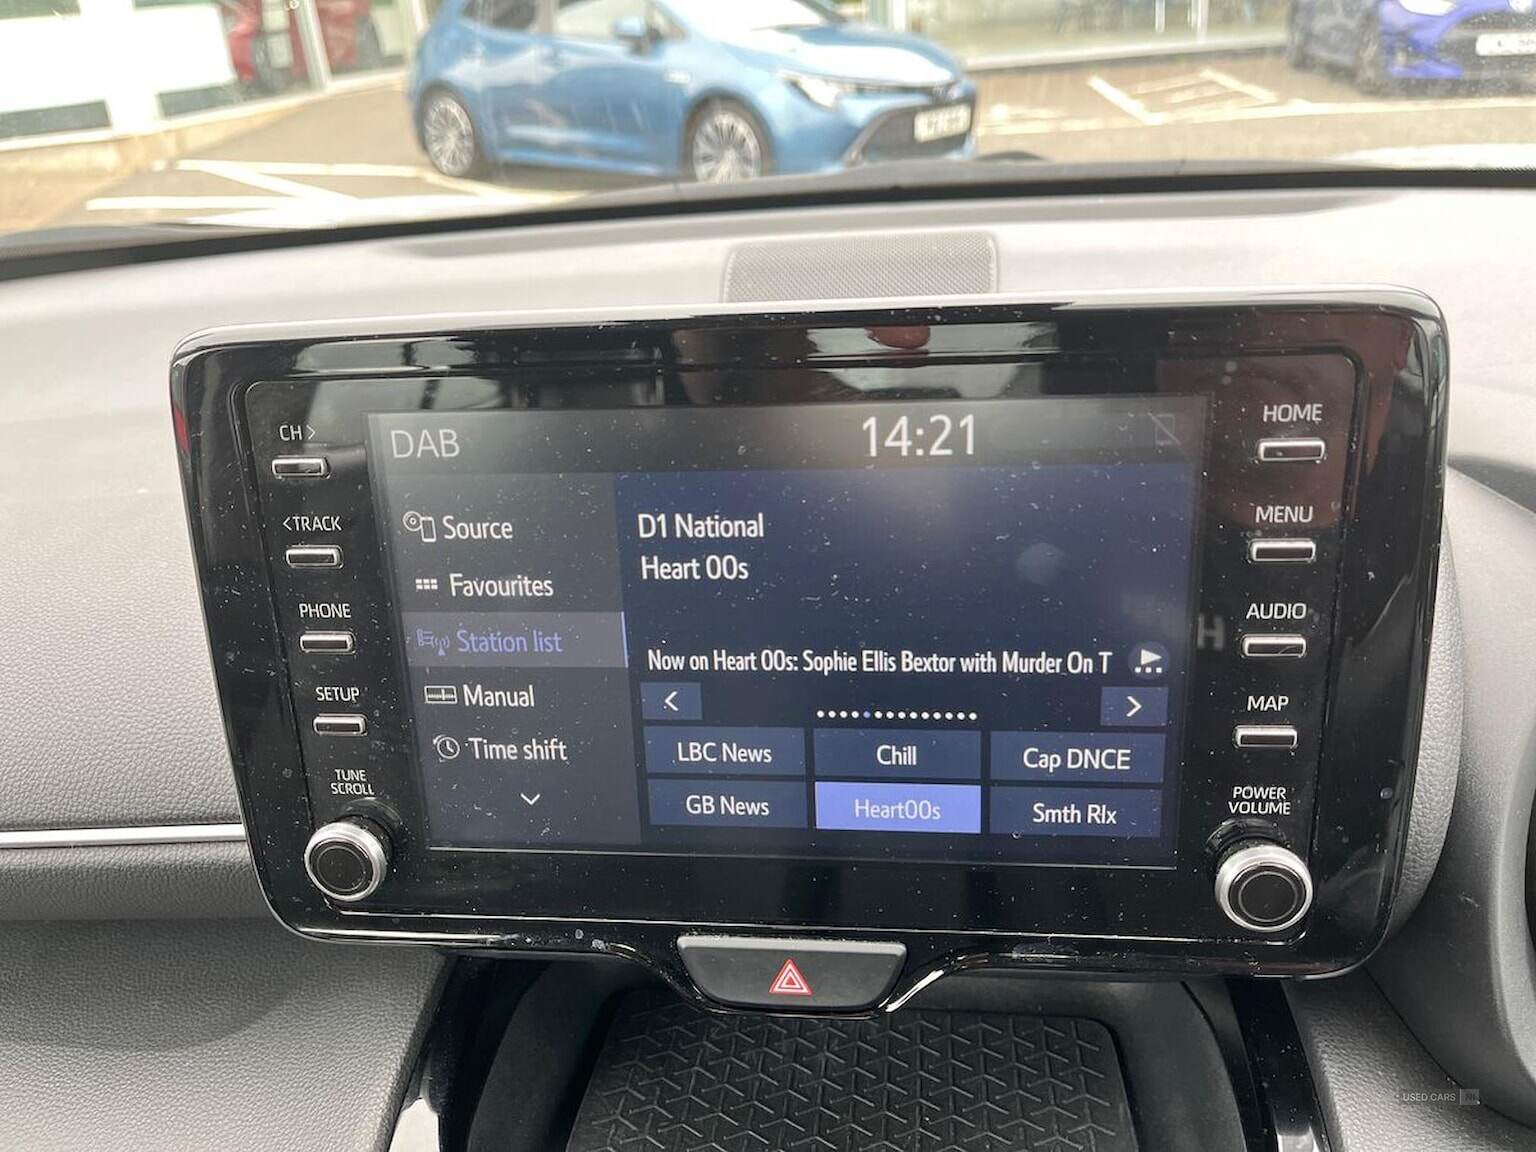 DAB
14:21
CH >
<TRACK
PHONE
SETUP
TUNE
SCROLL
Source
Favourites
Station list
Manual
Time shift
D1 National
Heart 00s
Now on Heart 00s: Sophie Ellis Bextor with Murder On T
<
>
LBC News
Chill
Cap DNCE
GB News
Heart00s
Smth Rlx
HOME
MENU
AUDIO
MAP
POWER
VOLUME
USED CARS NI